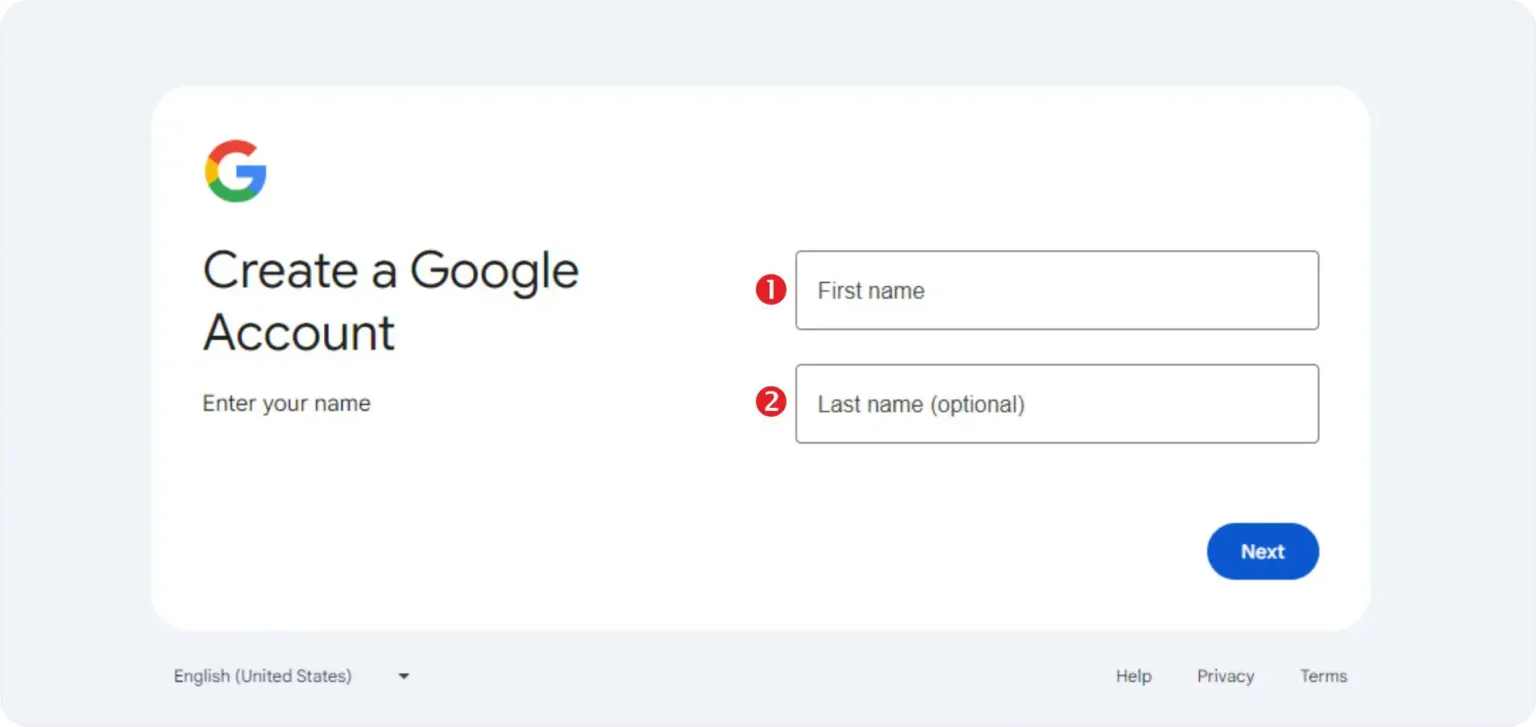 Create a Google
Account
Enter your name
1 First name
2 Last name (optional)
Next
English (United States)
Help Privacy Terms